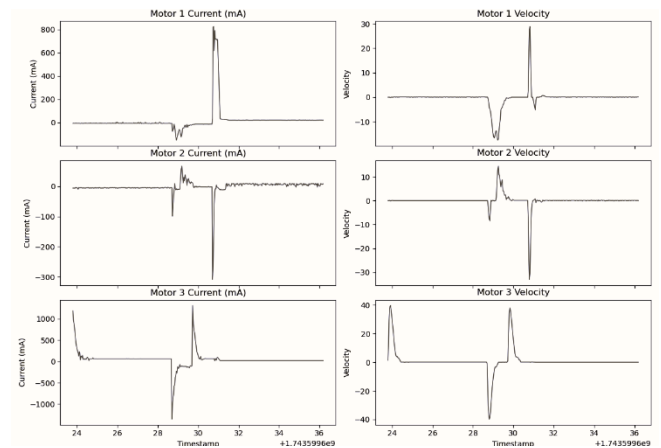 Motor 1 Current (mA)
Current (mA)
800
600
400
200
0
Motor 1 Velocity
Velocity
30
20
10
0
−10
Motor 2 Current (mA)
Current (mA)
0
−100
−200
−300
Motor 2 Velocity
Velocity
10
0
−10
−20
−30
Motor 3 Current (mA)
Current (mA)
1000
500
0
−500
−1000
24 26 28 30 32 34 36
Timestamp
+1.7435996e9
Motor 3 Velocity
Velocity
40
20
0
−20
−40
24 26 28 30 32 34 36
Timestamp
+1.7435996e9